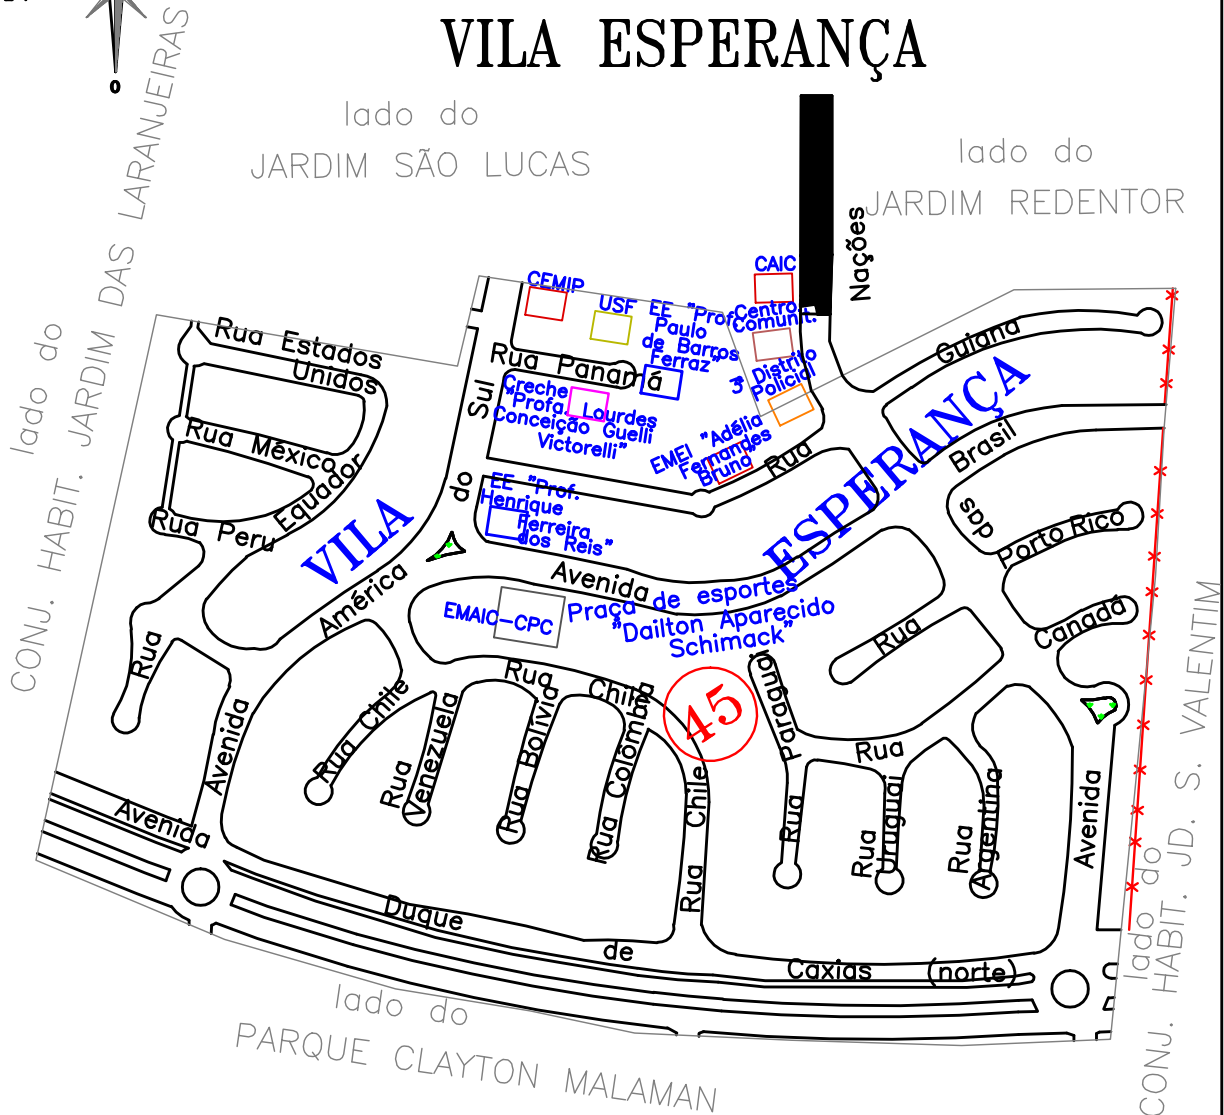 VILA ESPERANÇA
O
lado do
JARDIM SÃO LUCAS
lado do
JARDIM REDENTOR
lado do
CONJ. HABIT. JARDIM DAS LARANJEIRAS
Nações
CAIC
CEMIP
USF
EE "Prof.
Paulo
de Barros
Ferraz"
Centro
Comunit.
3º Distrito
Policial
Rua Estados
Unidos
Rua Panamá
Guiana
Creche
"Profa. Lourdes
Conceição Guelli
Victorelli"
Sul
do
Rua México
Equador
Rua Peru
EMEI "Adélia
Fernandes
Bruno"
Rua
Brasil
das
VILA
ESPERANÇA
EE "Prof.
Henrique
Ferreira
dos Reis"
Porto Rico
Avenida
América
Praça de esportes
"Dailton Aparecido
Schimack"
EMAIC-CPC
Canadá
Rua
Rua
Rua
Chile
Paraguai
45
Rua Chile
Venezuela
Rua
Rua Bolívia
Rua Colômbia
Rua Chile
Rua
Rua
Uruguai
Rua
Argentina
Avenida
Avenida
Rua
Avenida
Duque
de
Caxias
(norte)
Rua
lado do
PARQUE CLAYTON MALAMAN
lado do
CONJ. HABIT. JD. S. VALENTIM